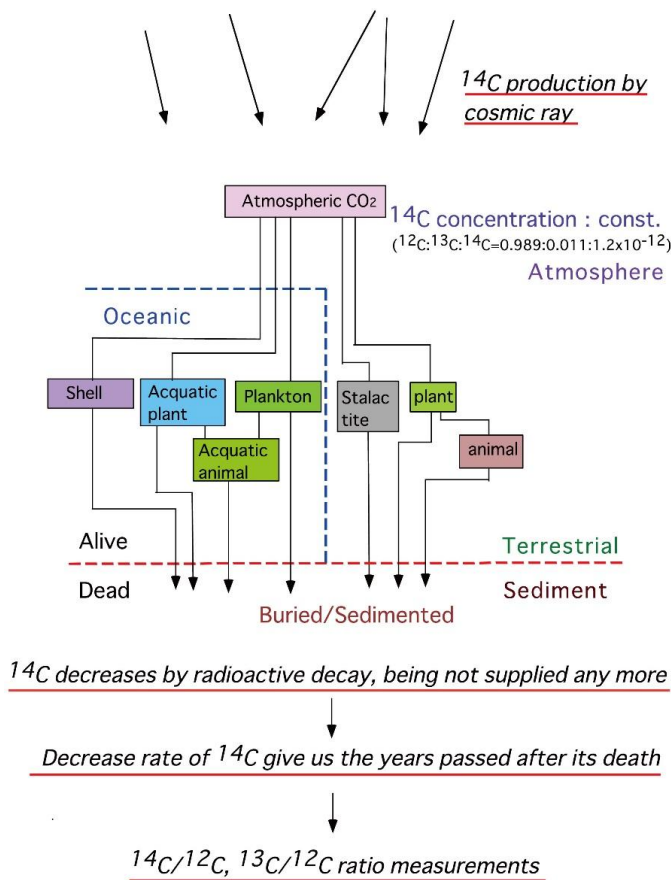 ¹⁴C production by
cosmic ray
Atmospheric CO₂
¹⁴C concentration : const.
(¹²C:¹³C:¹⁴C=0.989:0.011:1.2x10⁻¹²)
Atmosphere
Oceanic
Shell
Acquatic
plant
Plankton
Stalac
tite
plant
Acquatic
animal
animal
Alive
Terrestrial
Dead
Sediment
Buried/Sedimented
¹⁴C decreases by radioactive decay, being not supplied any more
Decrease rate of ¹⁴C give us the years passed after its death
¹⁴C/¹²C, ¹³C/¹²C ratio measurements